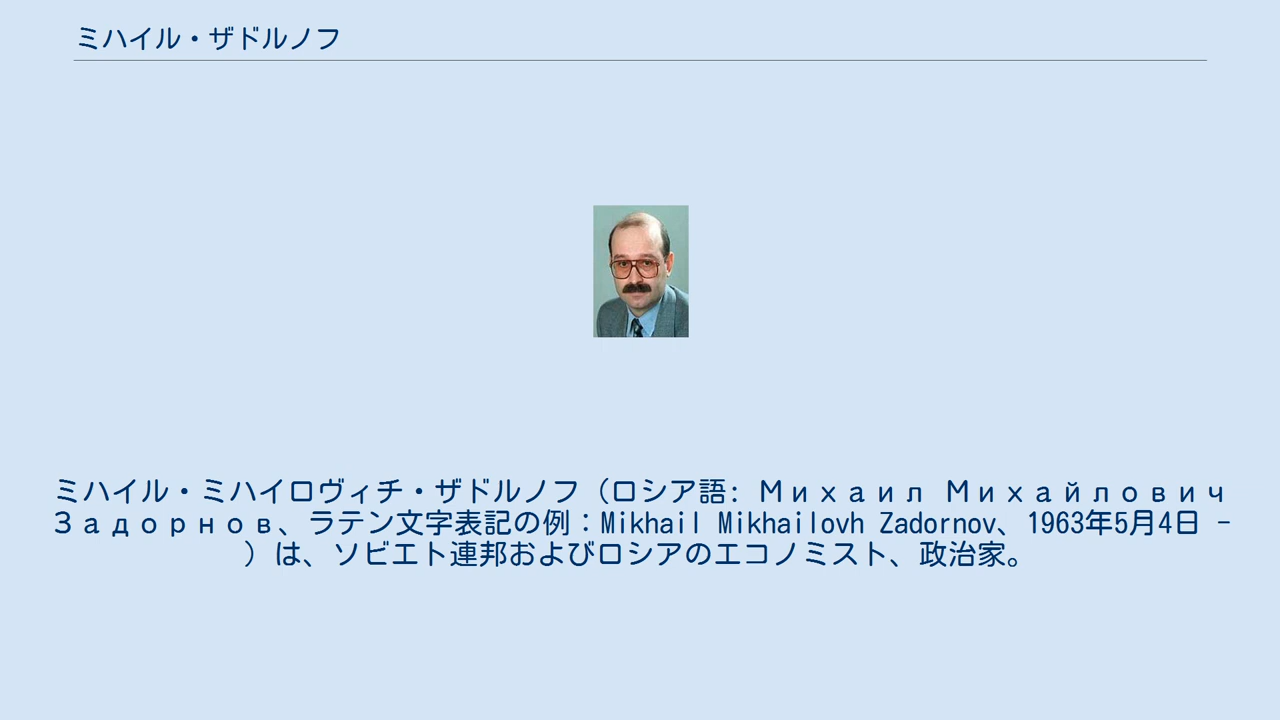 ミハイル・ザドルノフ
ミハイル・ミハイロヴィチ・ザドルノフ（ロシア語: Михаил Михайлович
Задорнов、ラテン文字表記の例：Mikhail Mikhailovh Zadornov、1963年5月4日 -
）は、ソビエト連邦およびロシアのエコノミスト、政治家。